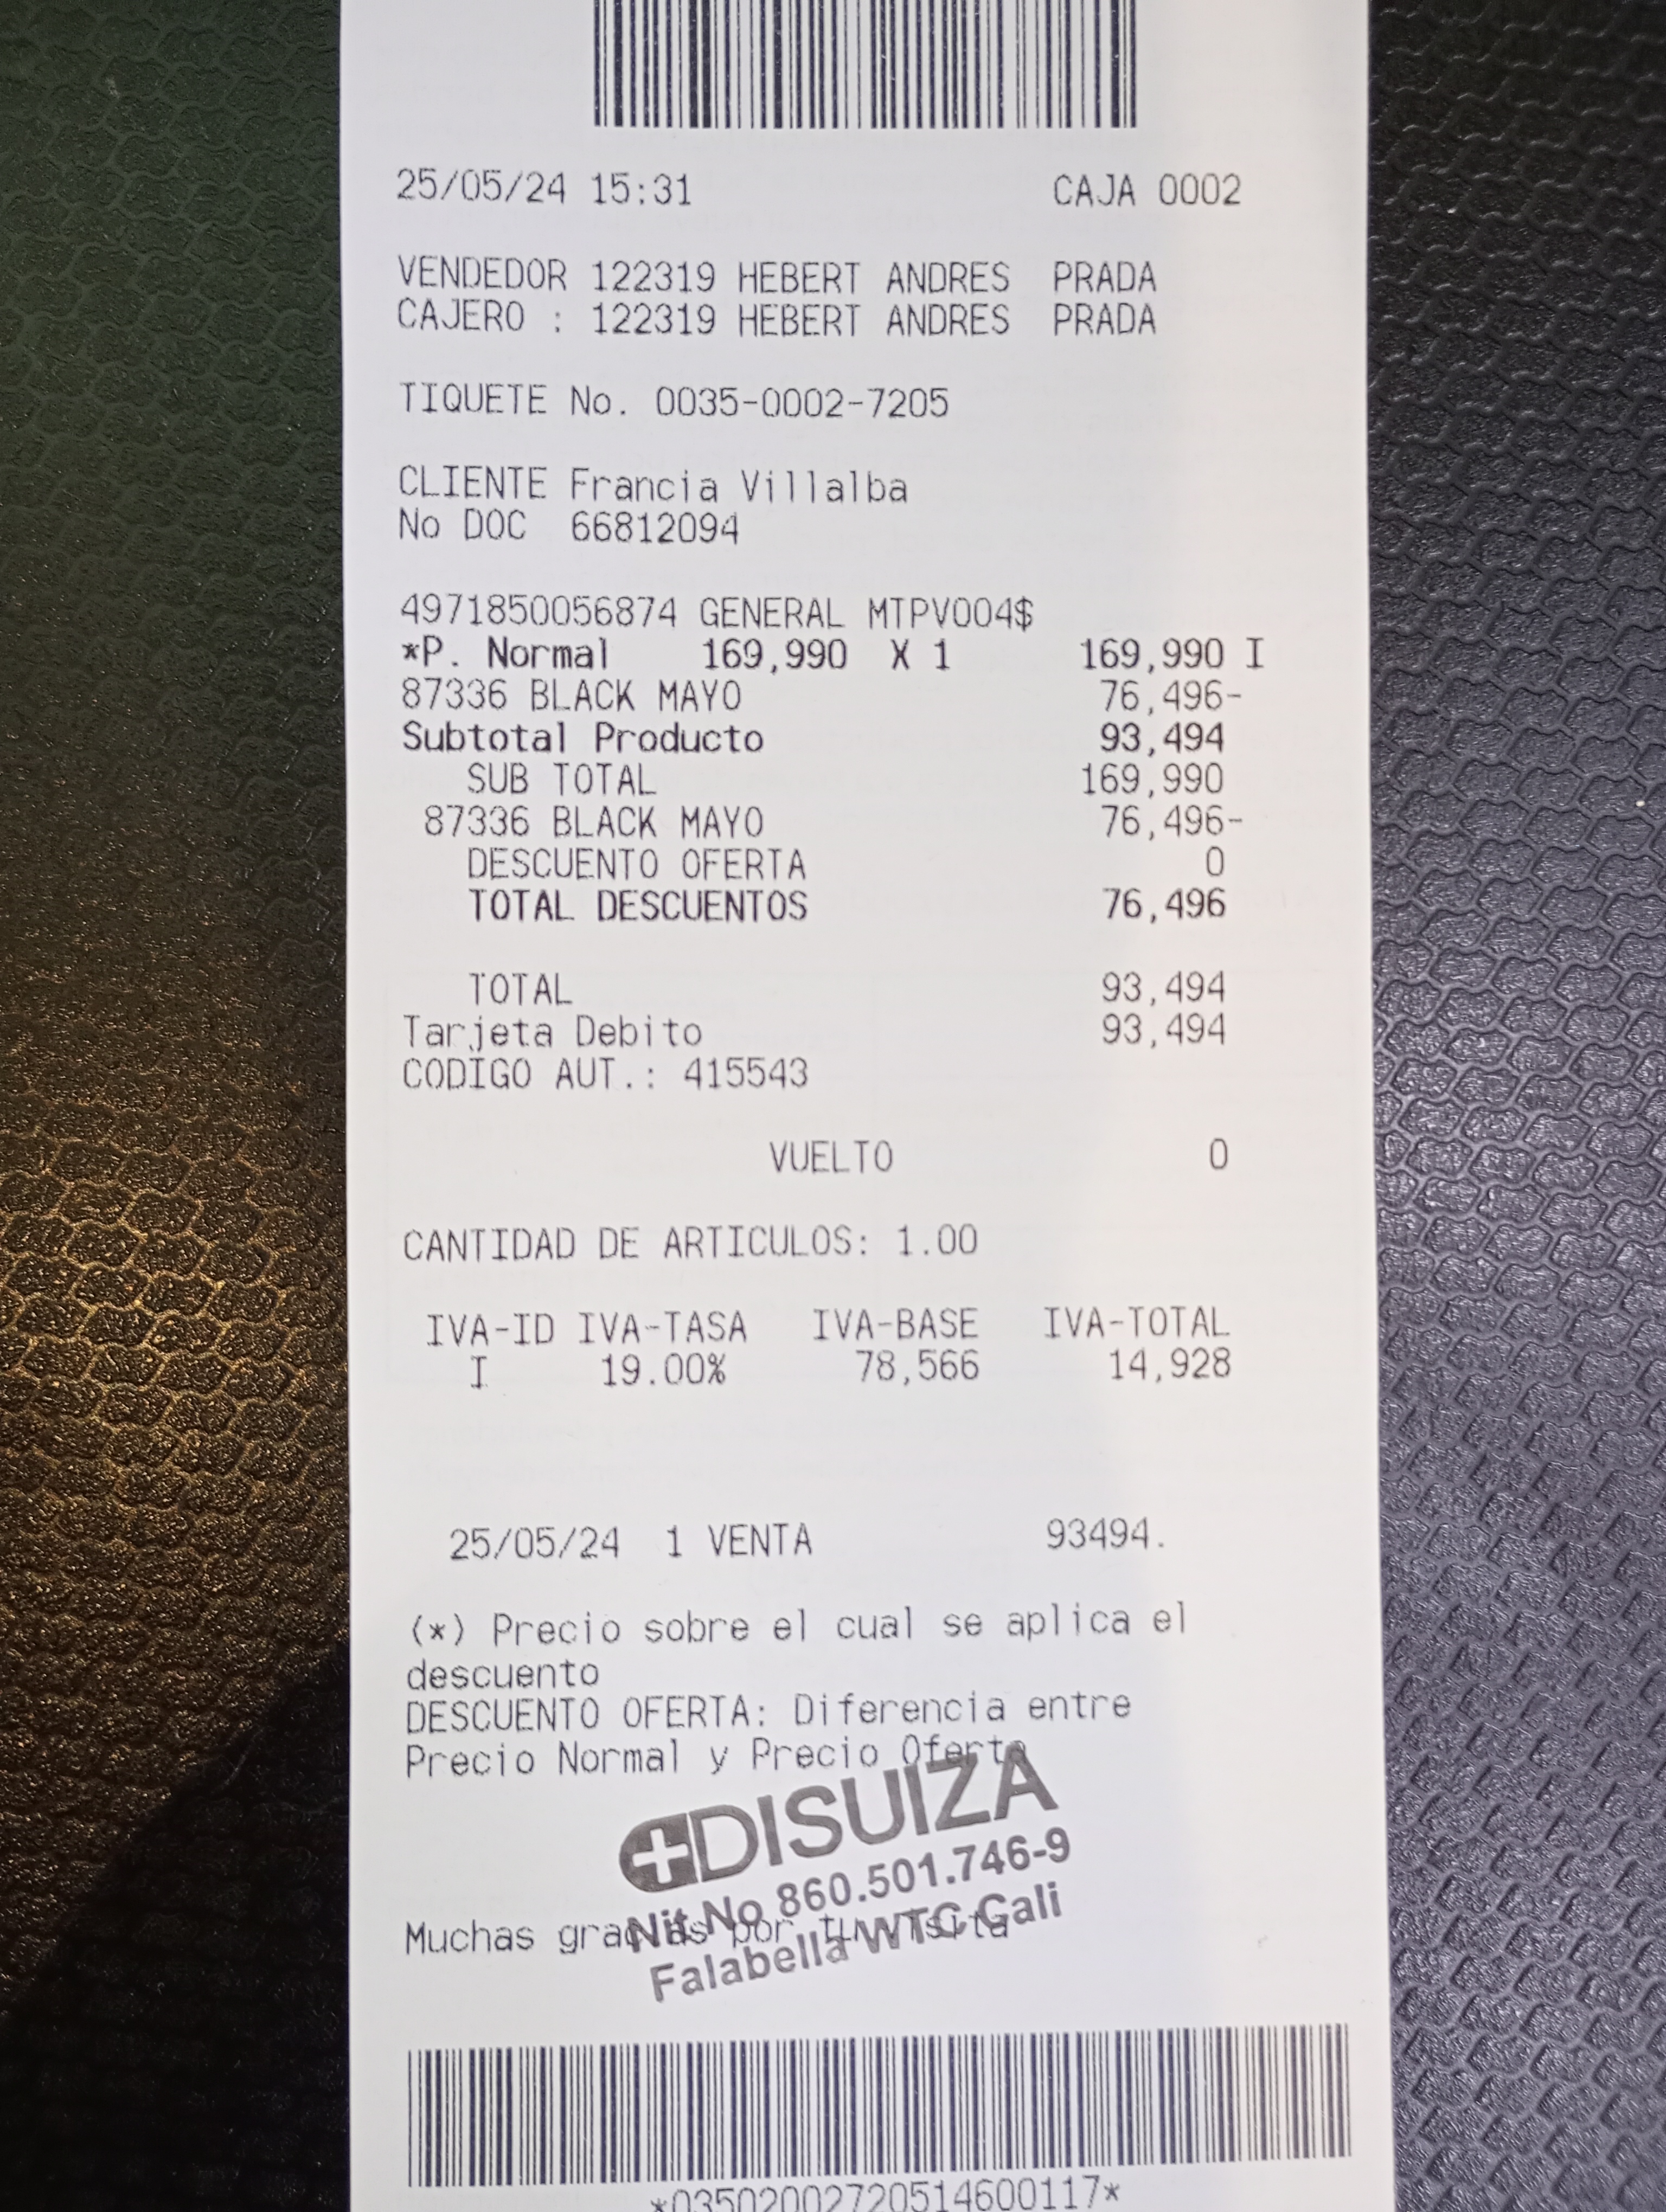 25/05/24 15:31 CAJA 0002
VENDEDOR 122319 HEBERT ANDRES PRADA
CAJERO : 122319 HEBERT ANDRES PRADA
TIQUETE No. 0035-0002-7205
CLIENTE Francia Villalba
No DOC 66812094
4971850056874 GENERAL MTPV004$
*P. Normal 169,990 X 1 169,990 I
87336 BLACK MAYO 76,496-
Subtotal Producto 93,494
SUB TOTAL 169,990
87336 BLACK MAYO 76,496-
DESCUENTO OFERTA 0
TOTAL DESCUENTOS 76,496
TOTAL 93,494
Tarjeta Debito 93,494
CODIGO AUT.: 415543
VUELTO 0
CANTIDAD DE ARTICULOS: 1.00
IVA-ID IVA-TASA IVA-BASE IVA-TOTAL
I 19.00% 78,566 14,928
25/05/24 1 VENTA 93494.
(*) Precio sobre el cual se aplica el
descuento
DESCUENTO OFERTA: Diferencia entre
Precio Normal y Precio Oferta
DISUIZA
Nit.No 860.501.746-9
Falabella WTC Cali
Muchas gracias por tu visita
*03502002720514600117*